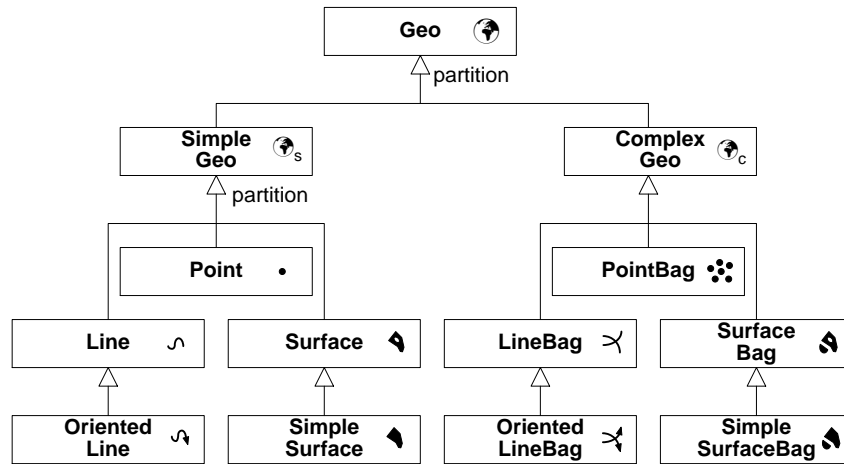 Geo
partition
Simple
Geo
s
Complex
Geo
c
partition
Point
PointBag
Line
Surface
LineBag
Surface
Bag
Oriented
Line
Simple
Surface
Oriented
LineBag
Simple
SurfaceBag